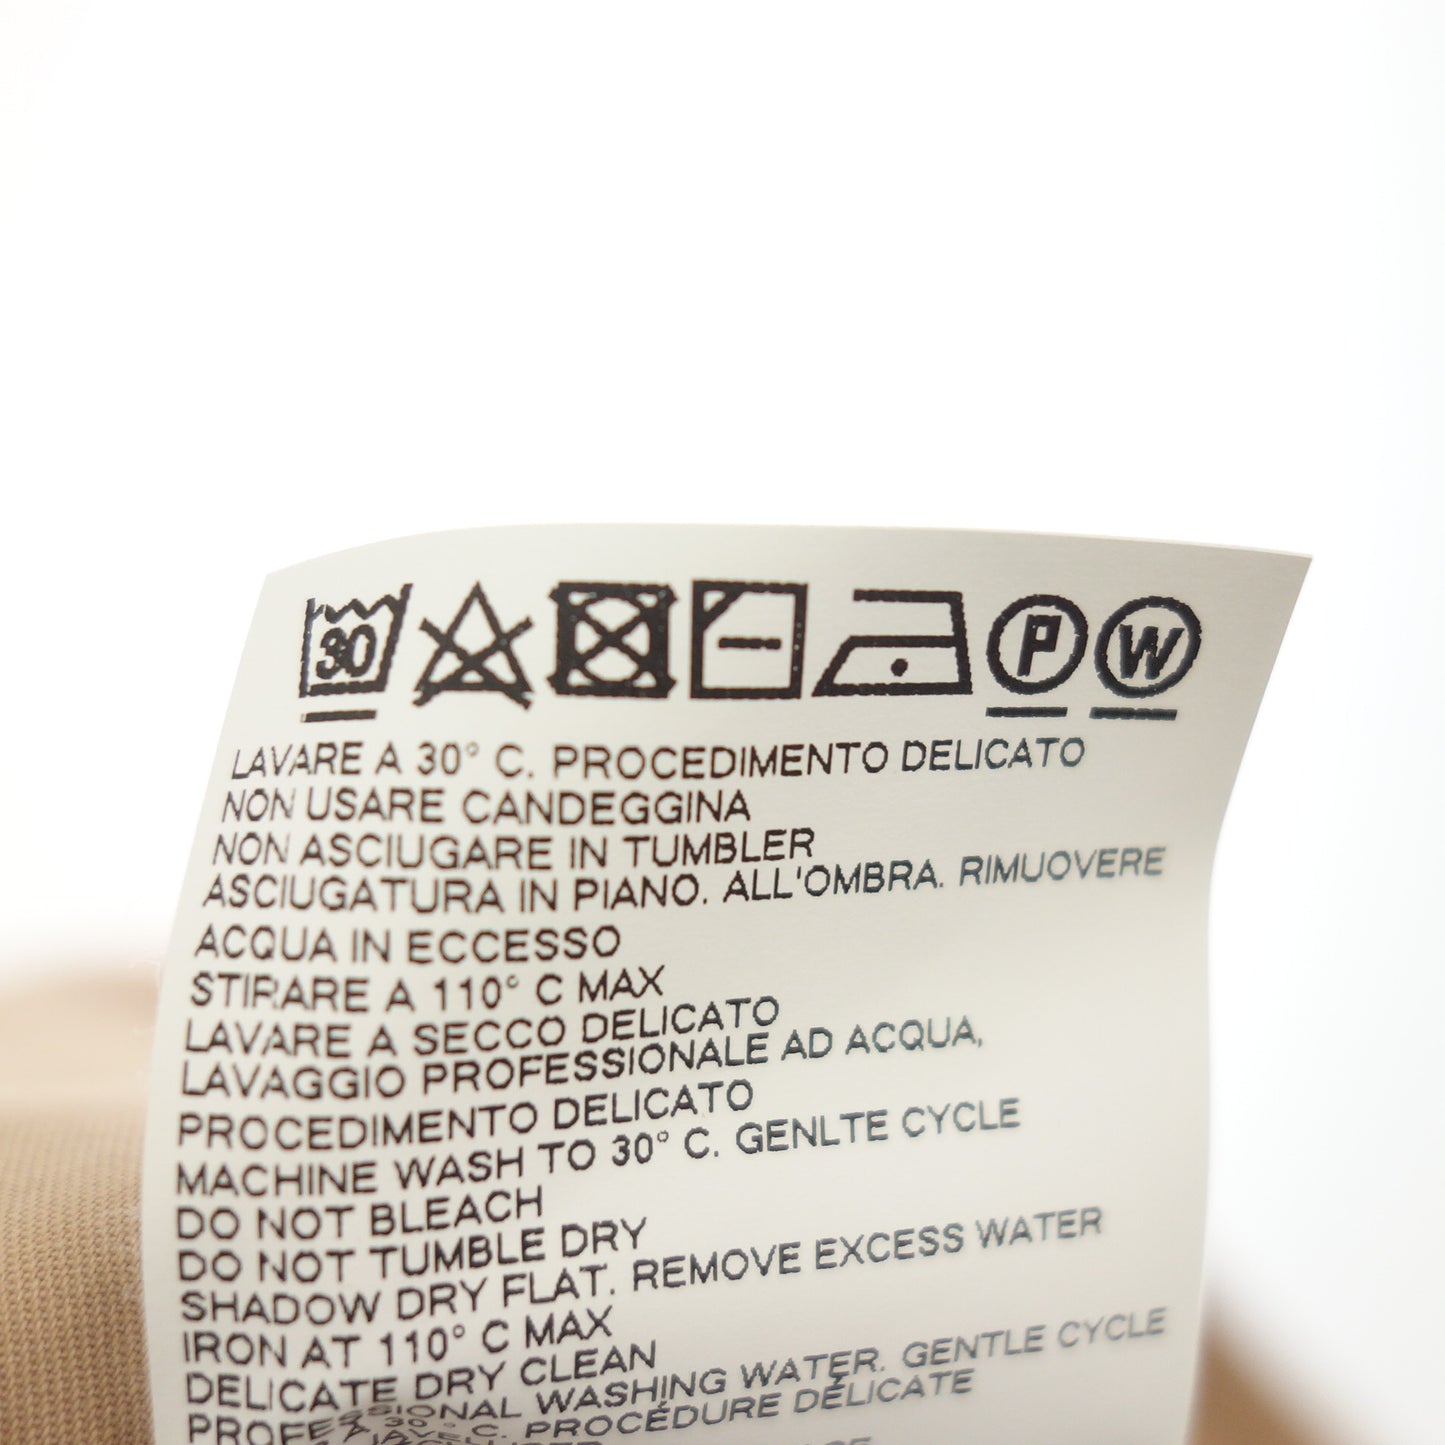 30 P W
LAVARE A 30° C. PROCEDIMENTO DELICATO
NON USARE CANDEGGINA
NON ASCIUGARE IN TUMBLER
ASCIUGATURA IN PIANO. ALL'OMBRA. RIMUOVERE
ACQUA IN ECCESSO
STIRARE A 110° C MAX
LAVARE A SECCO DELICATO
LAVAGGIO PROFESSIONALE AD ACQUA,
PROCEDIMENTO DELICATO
MACHINE WASH TO 30° C. GENLTE CYCLE
DO NOT BLEACH
DO NOT TUMBLE DRY
SHADOW DRY FLAT. REMOVE EXCESS WATER
IRON AT 110° C MAX
DELICATE DRY CLEAN
PROFESSIONAL WASHING WATER. GENTLE CYCLE
A 30° C. PROCÉDURE DÉLICATE